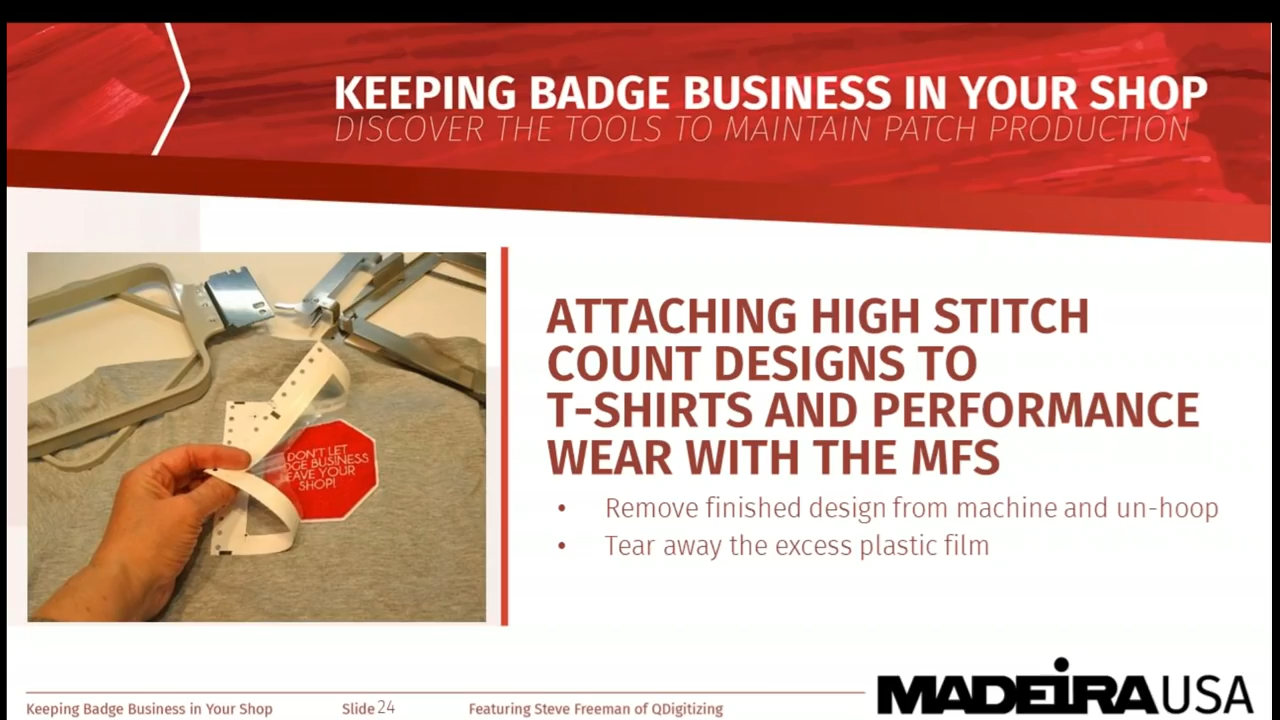 KEEPING BADGE BUSINESS IN YOUR SHOP
DISCOVER THE TOOLS TO MAINTAIN PATCH PRODUCTION
DON'T LET
BUSINESS
YOUR
SHOP!
ATTACHING HIGH STITCH
COUNT DESIGNS TO
T-SHIRTS AND PERFORMANCE
WEAR WITH THE MFS
• Remove finished design from machine and un-hoop
• Tear away the excess plastic film
Keeping Badge Business in Your Shop
Slide 24
Featuring Steve Freeman of QDigitizing
MADEIRA USA